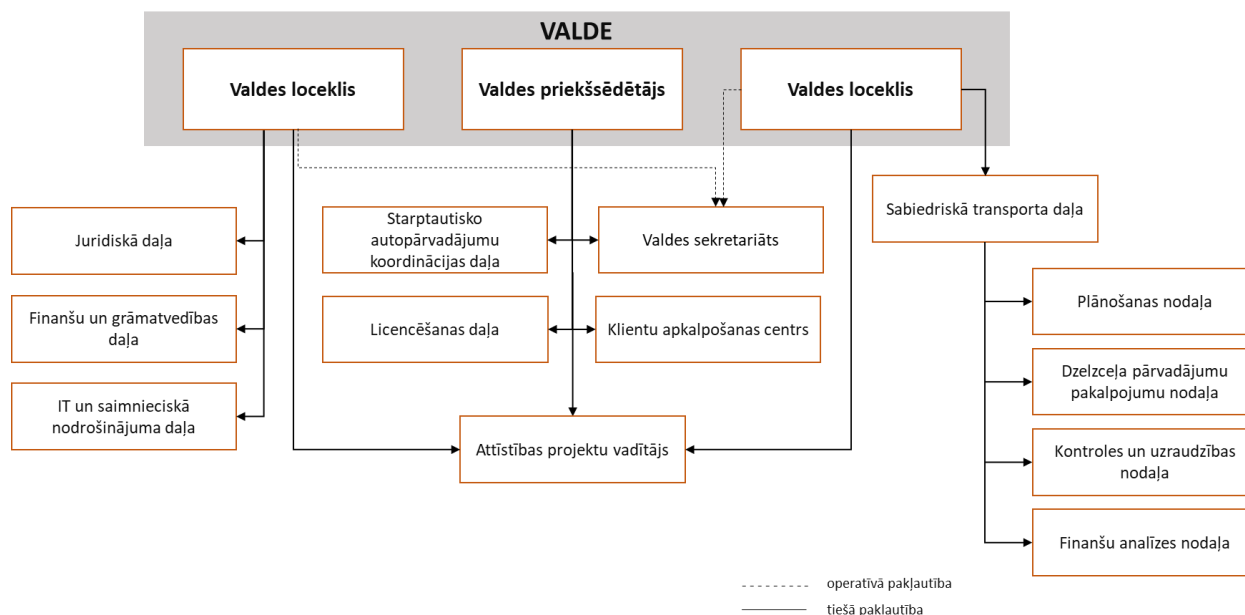 VALDE
Valdes loceklis
Valdes priekšsēdētājs
Valdes loceklis
Juridiskā daļa
Finanšu un grāmatvedības
daļa
IT un saimnieciskā
nodrošinājuma daļa
Starptautisko
autopārvadājumu
koordinācijas daļa
Valdes sekretariāts
Licencēšanas daļa
Klientu apkalpošanas centrs
Attīstības projektu vadītājs
Sabiedriskā transporta daļa
Plānošanas nodaļa
Dzelzceļa pārvadājumu
pakalpojumu nodaļa
Kontroles un uzraudzības
nodaļa
Finanšu analīzes nodaļa
operatīvā pakļautība
tiešā pakļautība